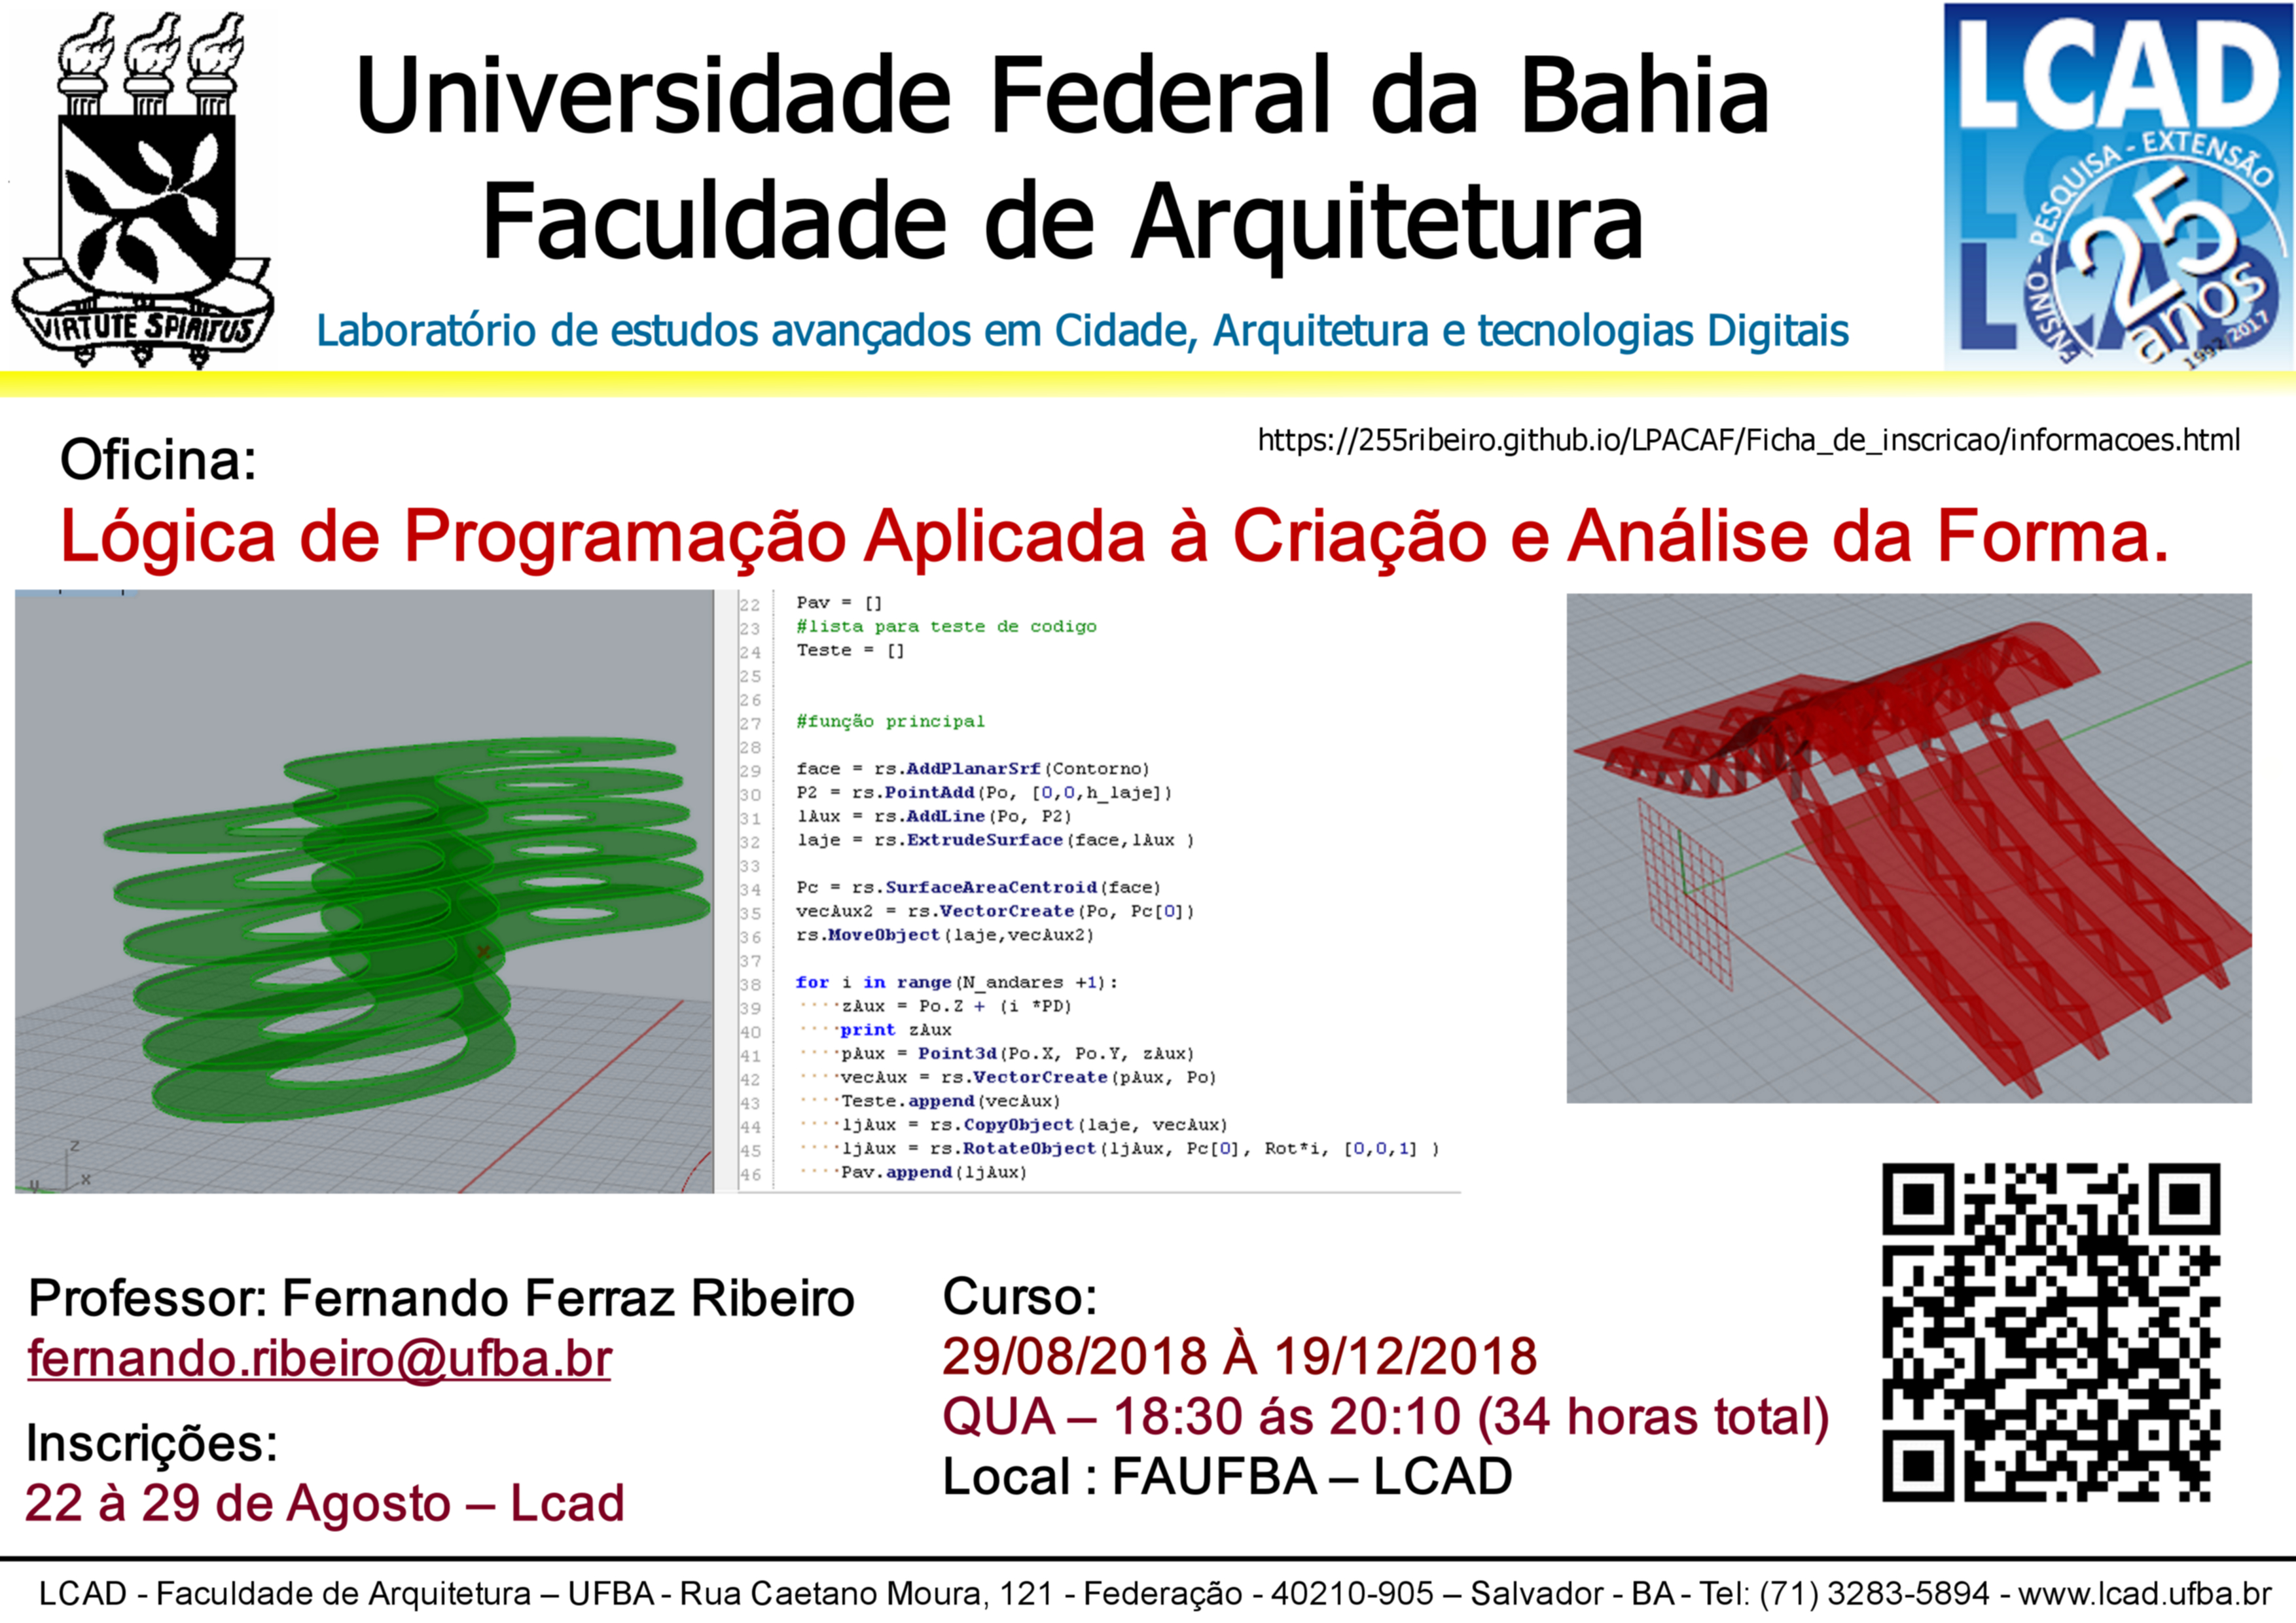 Universidade Federal da Bahia
Faculdade de Arquitetura
Laboratório de estudos avançados em Cidade, Arquitetura e tecnologias Digitais
VIRTUTE SPIRITUS
LCAD
LCAD
LCAD
ENSINO - PESQUISA - EXTENSÃO
25
anos
1992/2017
https://255ribeiro.github.io/LPACAF/Ficha_de_inscricao/informacoes.html
Oficina:
Lógica de Programação Aplicada à Criação e Análise da Forma.
z
y
x
22 Pav = []
23 #lista para teste de codigo
24 Teste = []
25
26
27 #função principal
28
29 face = rs.AddPlanarSrf(Contorno)
30 P2 = rs.PointAdd(Po, [0,0,h_laje])
31 lAux = rs.AddLine(Po, P2)
32 laje = rs.ExtrudeSurface(face,lAux )
33
34 Pc = rs.SurfaceAreaCentroid(face)
35 vecAux2 = rs.VectorCreate(Po, Pc[0])
36 rs.MoveObject(laje,vecAux2)
37
38 for i in range(N_andares +1):
39 ····zAux = Po.Z + (i *PD)
40 ····print zAux
41 ····pAux = Point3d(Po.X, Po.Y, zAux)
42 ····vecAux = rs.VectorCreate(pAux, Po)
43 ····Teste.append(vecAux)
44 ····ljAux = rs.CopyObject(laje, vecAux)
45 ····ljAux = rs.RotateObject(ljAux, Pc[0], Rot*i, [0,0,1] )
46 ····Pav.append(ljAux)
Professor: Fernando Ferraz Ribeiro
fernando.ribeiro@ufba.br
Inscrições:
22 à 29 de Agosto – Lcad
Curso:
29/08/2018 À 19/12/2018
QUA – 18:30 ás 20:10 (34 horas total)
Local : FAUFBA – LCAD
LCAD - Faculdade de Arquitetura – UFBA - Rua Caetano Moura, 121 - Federação - 40210-905 – Salvador - BA - Tel: (71) 3283-5894 - www.lcad.ufba.br